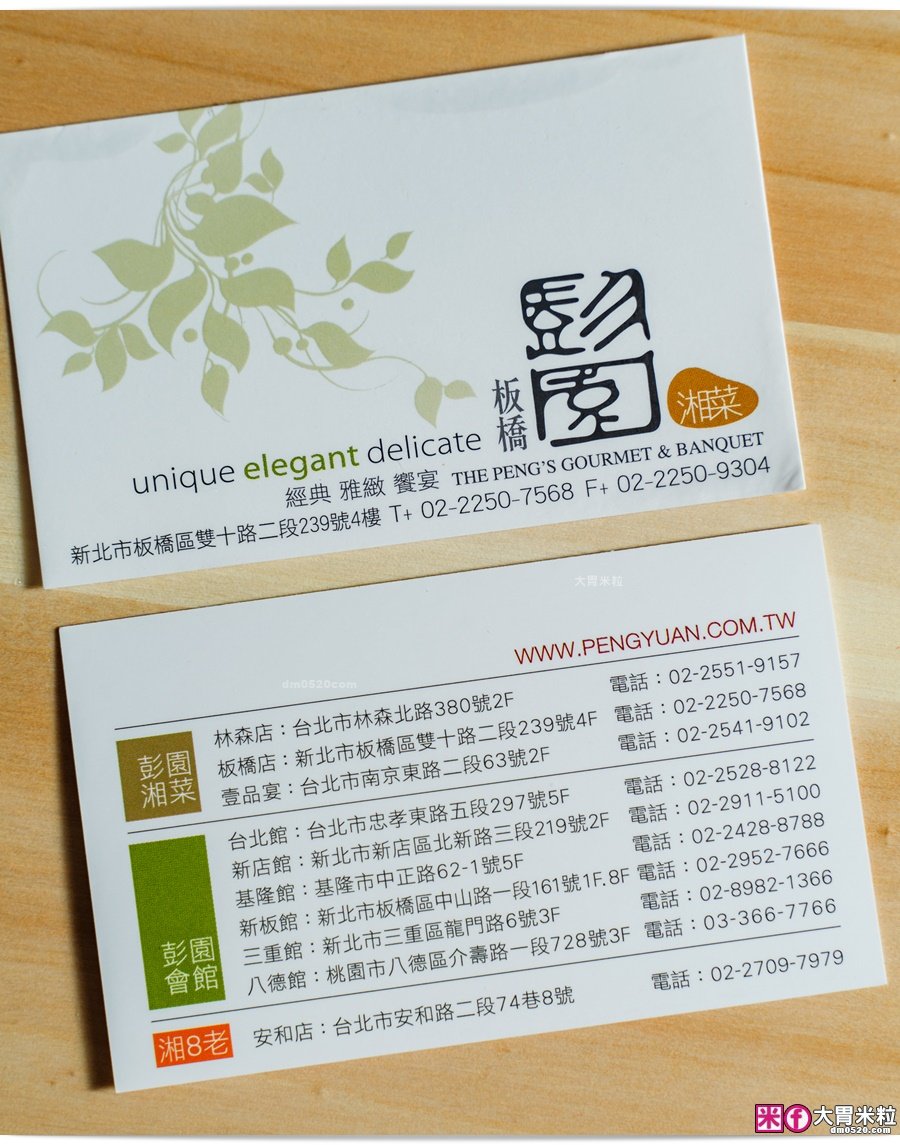 彭園
板橋
湘菜
unique elegant delicate
經典 雅緻 饗宴 THE PENG'S GOURMET & BANQUET
新北市板橋區雙十路二段239號4樓 T+ 02-2250-7568 F+ 02-2250-9304
大胃米粒
WWW.PENGYUAN.COM.TW
dm0520.com
彭園
湘菜
林森店：台北市林森北路380號2F 電話：02-2551-9157
板橋店：新北市板橋區雙十路二段239號4F 電話：02-2250-7568
壹品宴：台北市南京東路二段63號2F 電話：02-2541-9102
彭園
會館
台北館：台北市忠孝東路五段297號5F 電話：02-2528-8122
新店館：新北市新店區北新路三段219號2F 電話：02-2911-5100
基隆館：基隆市中正路62-1號5F 電話：02-2428-8788
新板館：新北市板橋區中山路一段161號1F.8F 電話：02-2952-7666
三重館：新北市三重區龍門路6號3F 電話：02-8982-1366
八德館：桃園市八德區介壽路一段728號3F 電話：03-366-7766
湘8老
安和店：台北市安和路二段74巷8號 電話：02-2709-7979
米 f 大胃米粒
dm0520.com